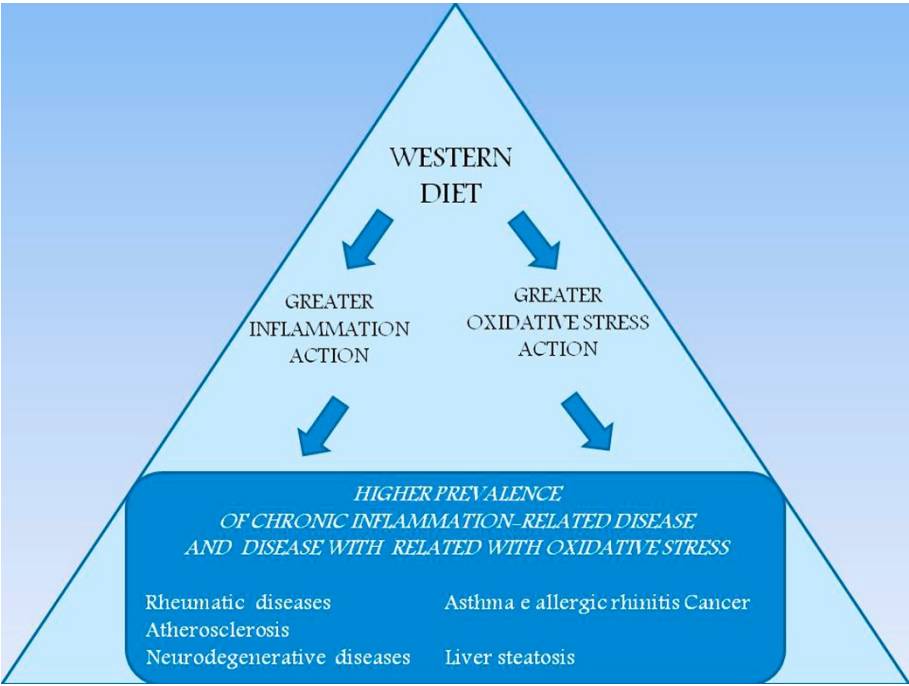 WESTERN
DIET
GREATER
INFLAMMATION
ACTION
GREATER
OXIDATIVE STRESS
ACTION
HIGHER PREVALENCE
OF CHRONIC INFLAMMATION-RELATED DISEASE
AND DISEASE WITH RELATED WITH OXIDATIVE STRESS
Rheumatic diseases
Atherosclerosis
Neurodegenerative diseases
Asthma e allergic rhinitis Cancer
Liver steatosis